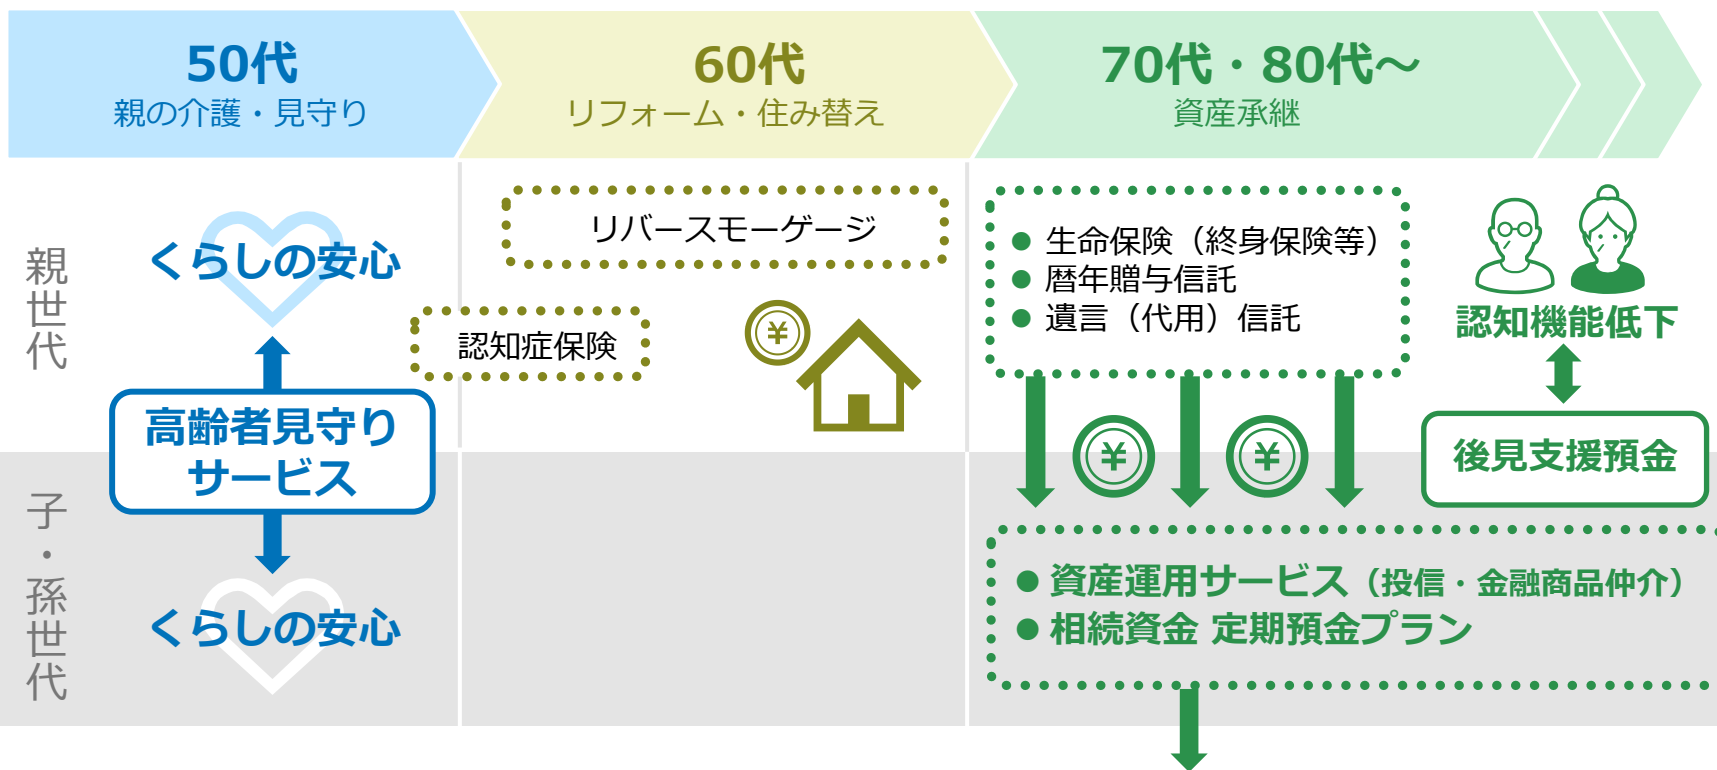 50代
親の介護・見守り
60代
リフォーム・住み替え
70代・80代～
資産承継
親世代
くらしの安心
リバースモーゲージ
認知症保険
¥
● 生命保険（終身保険等）
● 暦年贈与信託
● 遺言（代用）信託
認知機能低下
高齢者見守り
サービス
¥
¥
後見支援預金
子・孫世代
くらしの安心
● 資産運用サービス（投信・金融商品仲介）
● 相続資金 定期預金プラン